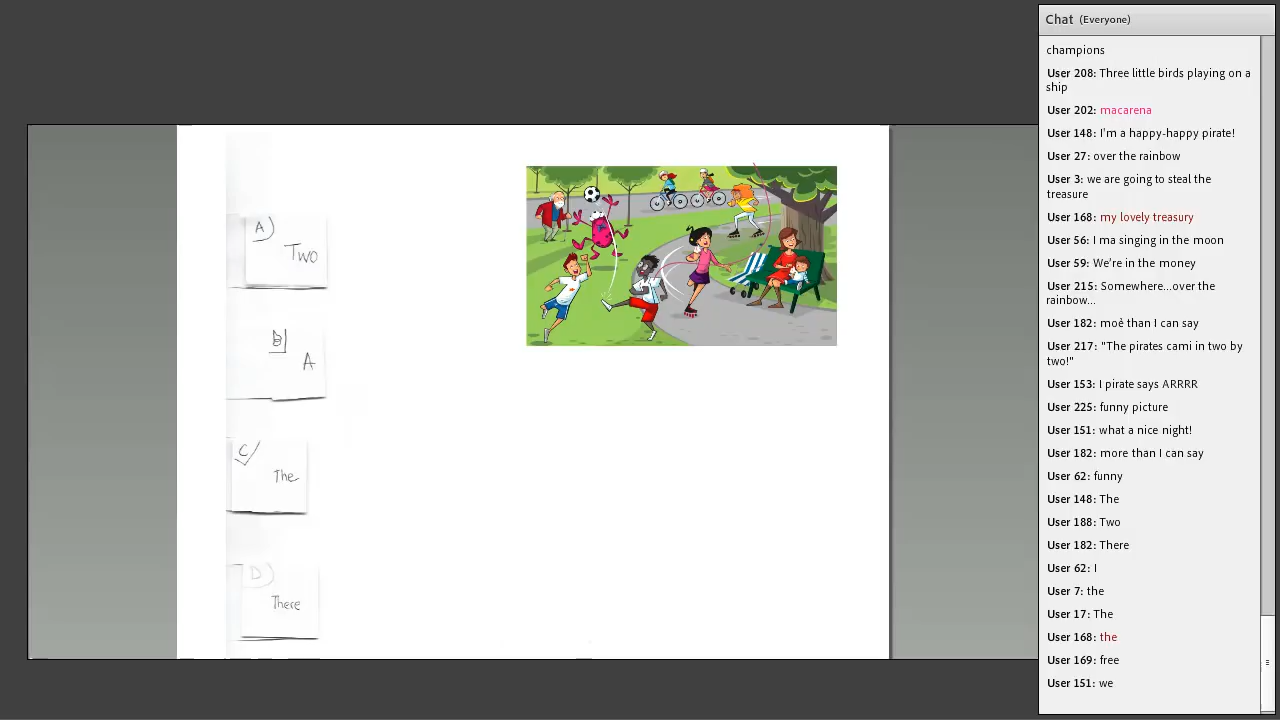 A)
Two
B
A
C
The
D)
There
Chat (Everyone)
champions
User 208: Three little birds playing on a
ship
User 202: macarena
User 148: I'm a happy-happy pirate!
User 27: over the rainbow
User 3: we are going to steal the
treasure
User 168: my lovely treasury
User 56: I ma singing in the moon
User 59: We're in the money
User 215: Somewhere...over the
rainbow...
User 182: moè than I can say
User 217: "The pirates cami in two by
two!"
User 153: I pirate says ARRRR
User 225: funny picture
User 151: what a nice night!
User 182: more than I can say
User 62: funny
User 148: The
User 188: Two
User 182: There
User 62: I
User 7: the
User 17: The
User 168: the
User 169: free
User 151: we